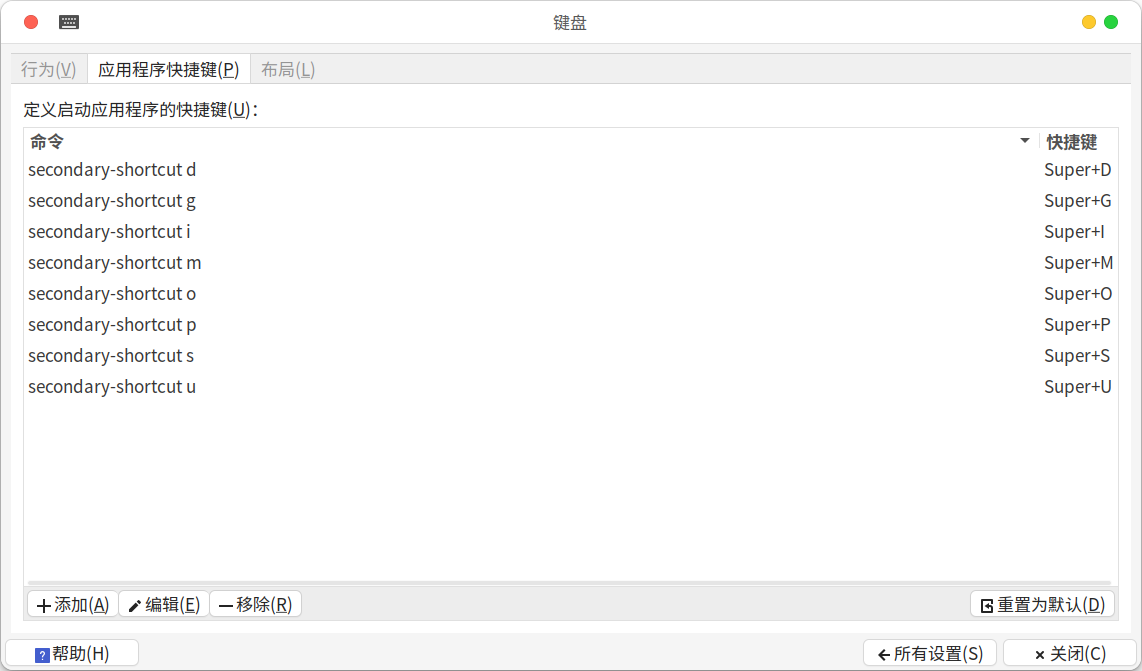 键盘
行为(V) 应用程序快捷键(P) 布局(L)
定义启动应用程序的快捷键(U):
命令 快捷键
secondary-shortcut d Super+D
secondary-shortcut g Super+G
secondary-shortcut i Super+I
secondary-shortcut m Super+M
secondary-shortcut o Super+O
secondary-shortcut p Super+P
secondary-shortcut s Super+S
secondary-shortcut u Super+U
添加(A) 编辑(E) 移除(R) 重置为默认(D)
帮助(H) 所有设置(S) 关闭(C)